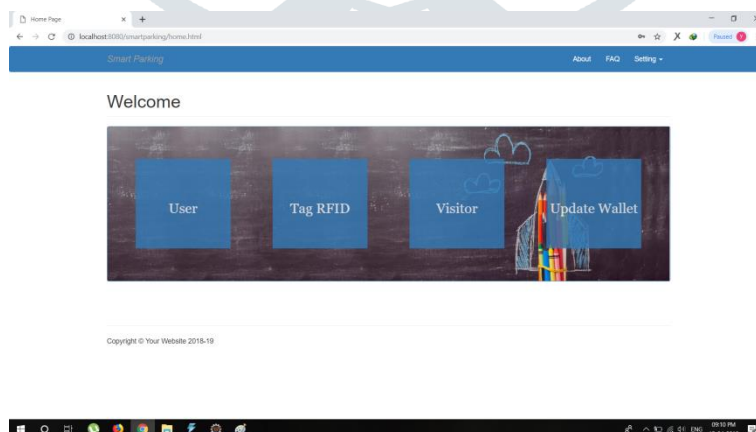 Home Page
localhost:8080/smartparking/home.html
Paused
Smart Parking
About FAQ Setting
Welcome
User
Tag RFID
Visitor
Update Wallet
Copyright © Your Website 2018-19
ENG
09:10 PM